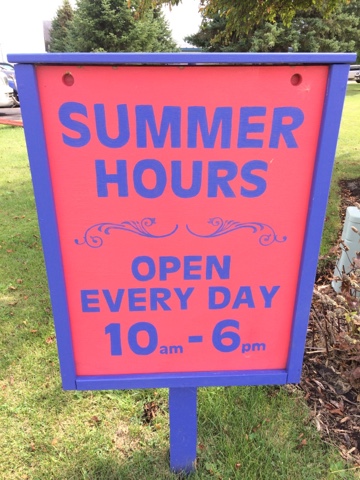 SUMMER
HOURS
OPEN
EVERY DAY
10am - 6pm